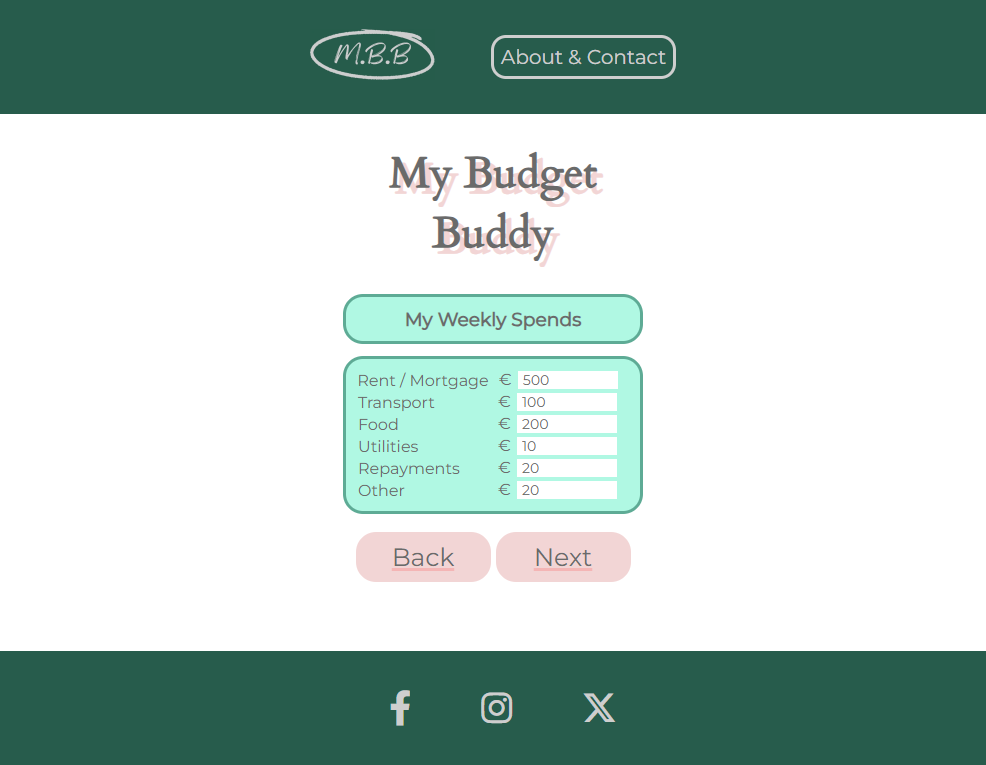 M.B.B
About & Contact
My Budget
Buddy
My Weekly Spends
Rent / Mortgage € 500
Transport € 100
Food € 200
Utilities € 10
Repayments € 20
Other € 20
Back Next